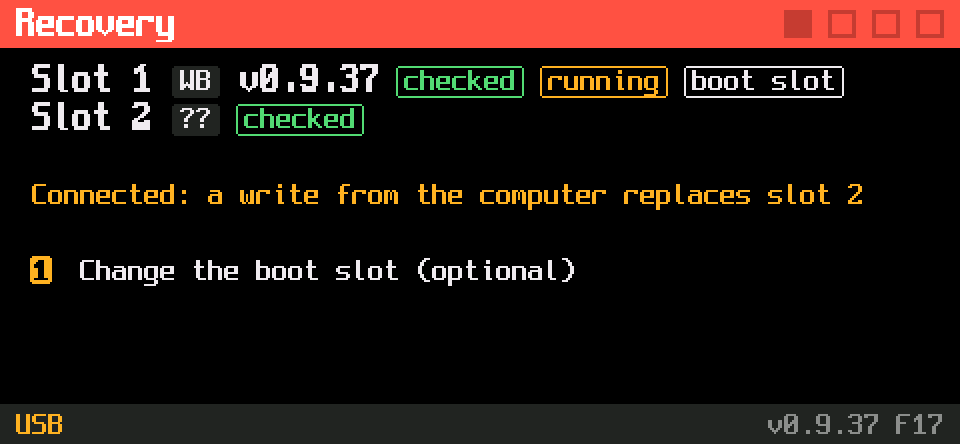 Recovery
Slot 1 WB v0.9.37 checked running boot slot
Slot 2 ?? checked
Connected: a write from the computer replaces slot 2
1 Change the boot slot (optional)
USB v0.9.37 F17